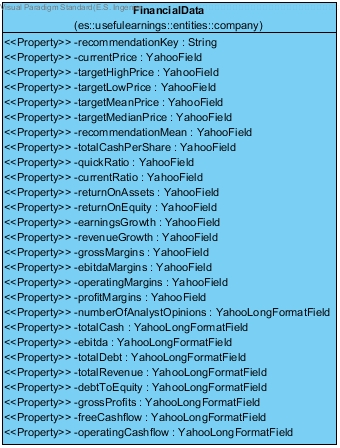 Visual Paradigm Standard(E.S. Ingenie
FinancialData
(es::usefulearnings::entities::company)
<<Property>> -recommendationKey : String
<<Property>> -currentPrice : YahooField
<<Property>> -targetHighPrice : YahooField
<<Property>> -targetLowPrice : YahooField
<<Property>> -targetMeanPrice : YahooField
<<Property>> -targetMedianPrice : YahooField
<<Property>> -recommendationMean : YahooField
<<Property>> -totalCashPerShare : YahooField
<<Property>> -quickRatio : YahooField
<<Property>> -currentRatio : YahooField
<<Property>> -returnOnAssets : YahooField
<<Property>> -returnOnEquity : YahooField
<<Property>> -earningsGrowth : YahooField
<<Property>> -revenueGrowth : YahooField
<<Property>> -grossMargins : YahooField
<<Property>> -ebitdaMargins : YahooField
<<Property>> -operatingMargins : YahooField
<<Property>> -profitMargins : YahooField
<<Property>> -numberOfAnalystOpinions : YahooLongFormatField
<<Property>> -totalCash : YahooLongFormatField
<<Property>> -ebitda : YahooLongFormatField
<<Property>> -totalDebt : YahooLongFormatField
<<Property>> -totalRevenue : YahooLongFormatField
<<Property>> -debtToEquity : YahooLongFormatField
<<Property>> -grossProfits : YahooLongFormatField
<<Property>> -freeCashflow : YahooLongFormatField
<<Property>> -operatingCashflow : YahooLongFormatField